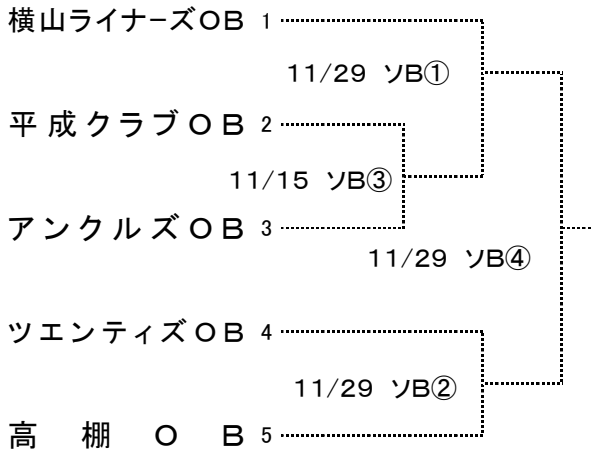 横山ライナーズOB 1
11/29 ソB①
平成クラブOB 2
11/15 ソB③
アンクルズOB 3
11/29 ソB④
ツエンティズOB 4
11/29 ソB②
高棚OB 5